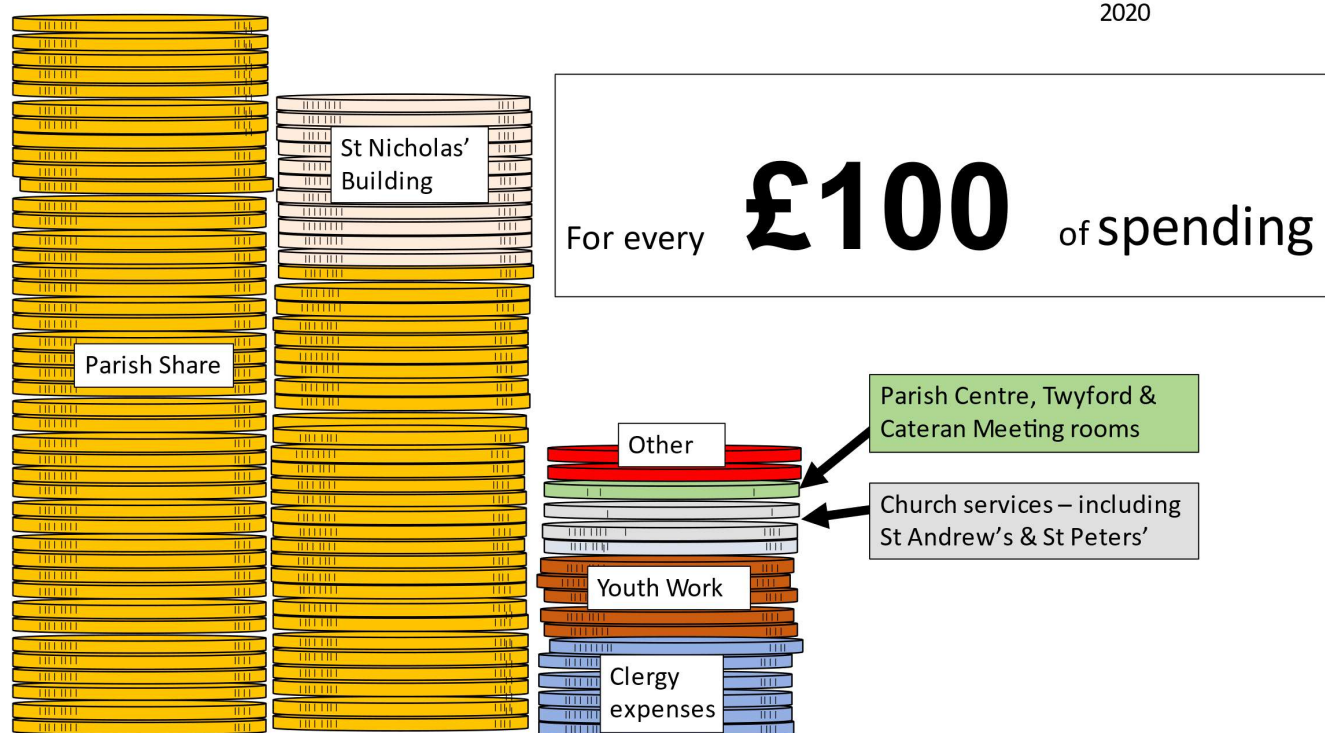 2020
For every £100 of spending
St Nicholas’
Building
Parish Share
Parish Centre, Twyford &
Cateran Meeting rooms
Other
Church services – including
St Andrew’s & St Peters’
Youth Work
Clergy
expenses